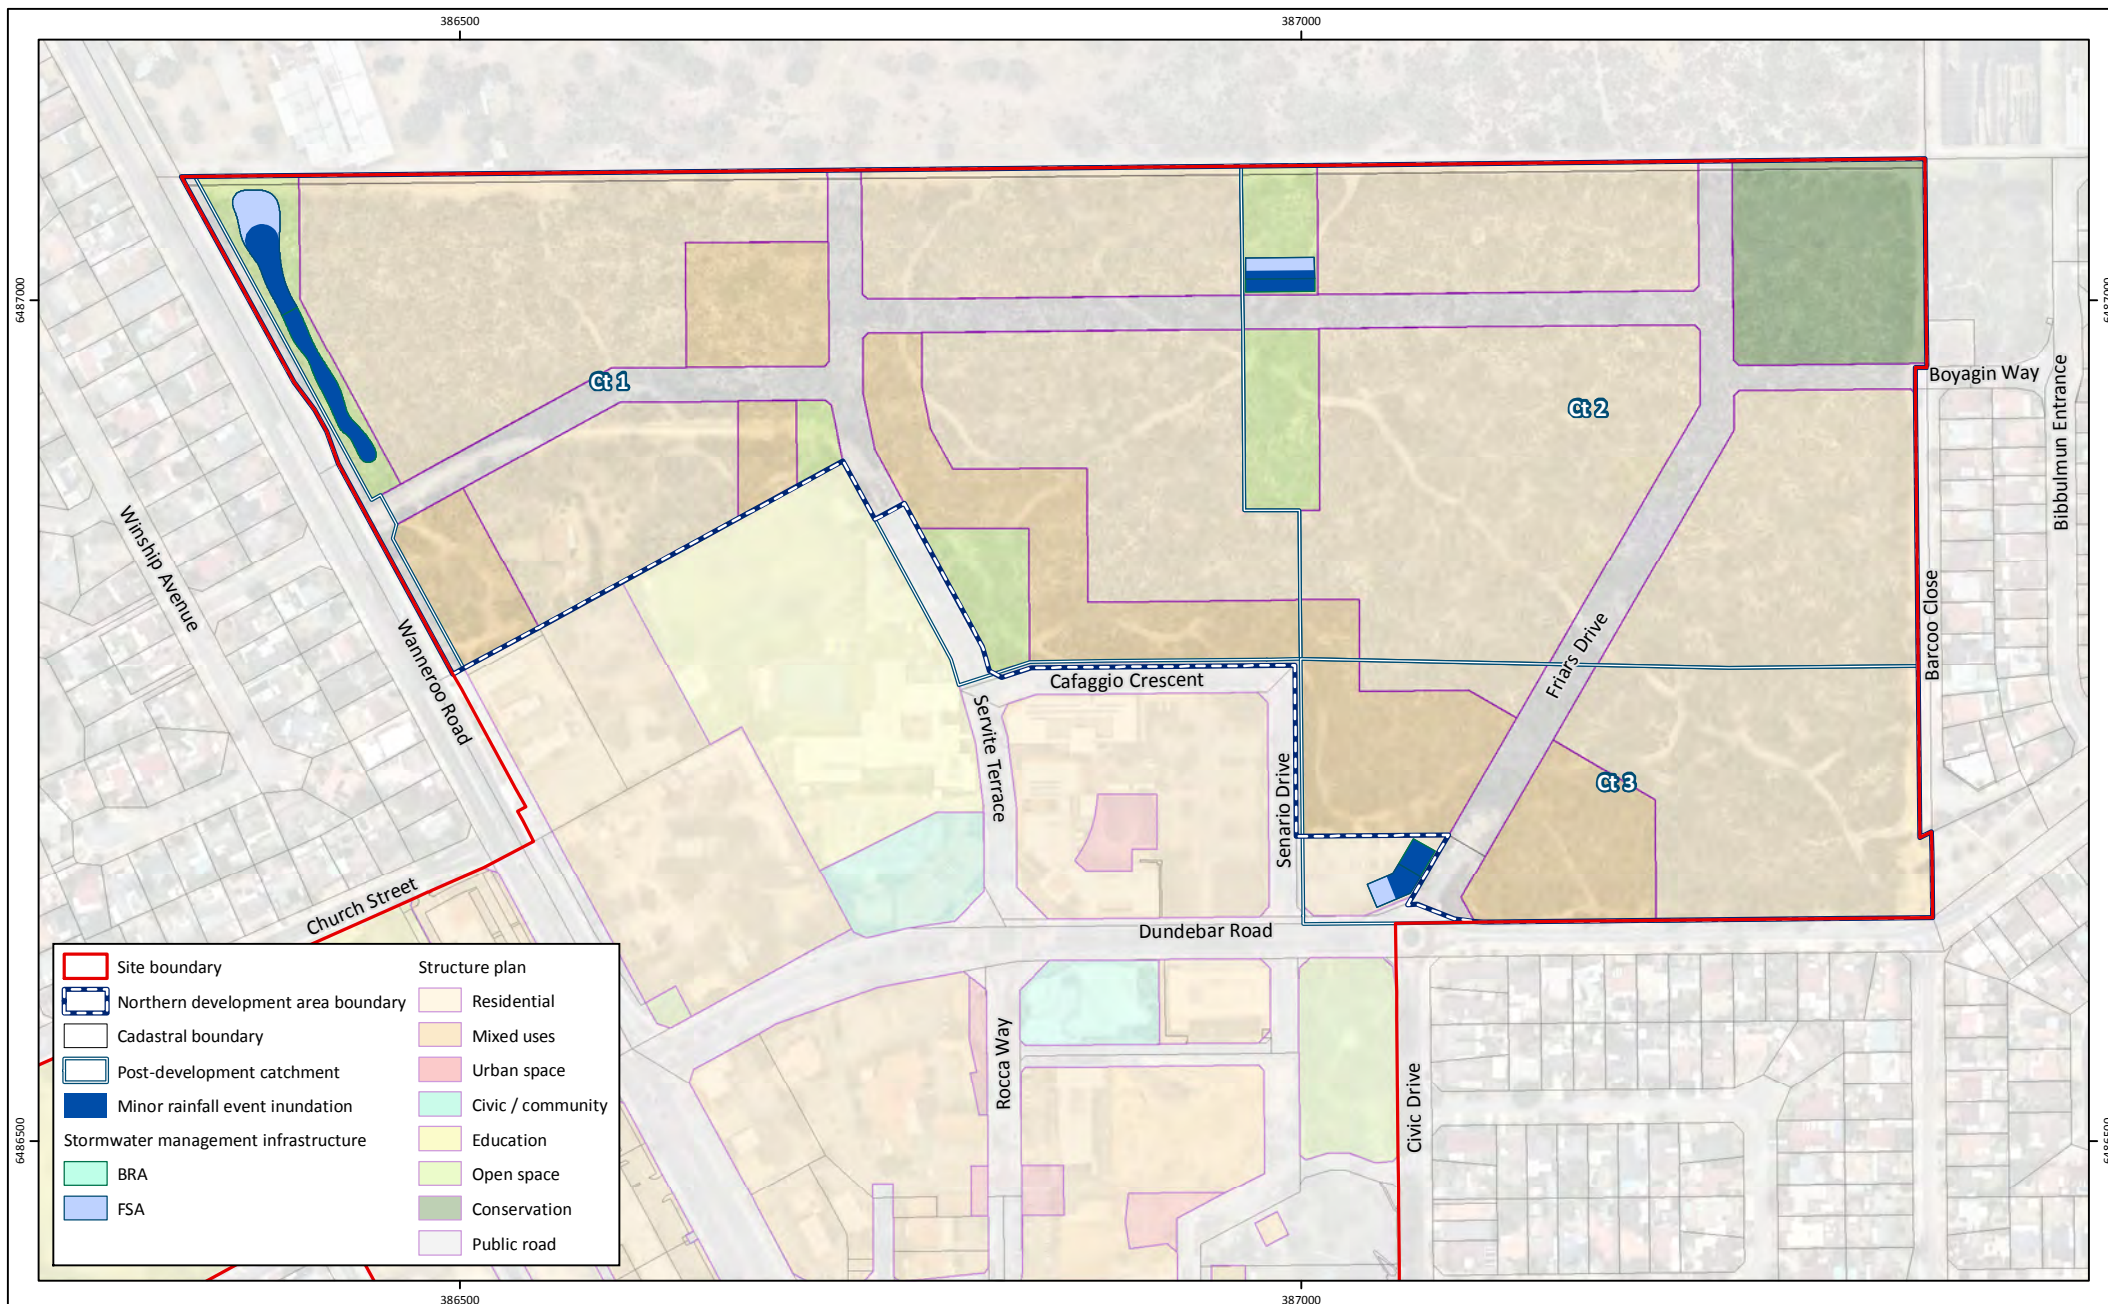 386500
387000
6487000
6487000
Ct 1
Ct 2
Boyagin Way
Bibbulmun Entrance
Winship Avenue
Wanneroo Road
Barcoo Close
Friars Drive
Cafaggio Crescent
Servite Terrace
Senario Drive
Ct 3
Church Street
Dundebar Road
Rocca Way
Civic Drive
Site boundary
Northern development area boundary
Cadastral boundary
Post-development catchment
Minor rainfall event inundation
Stormwater management infrastructure
BRA
FSA
Structure plan
Residential
Mixed uses
Urban space
Civic / community
Education
Open space
Conservation
Public road
6486500
6486500
386500
387000